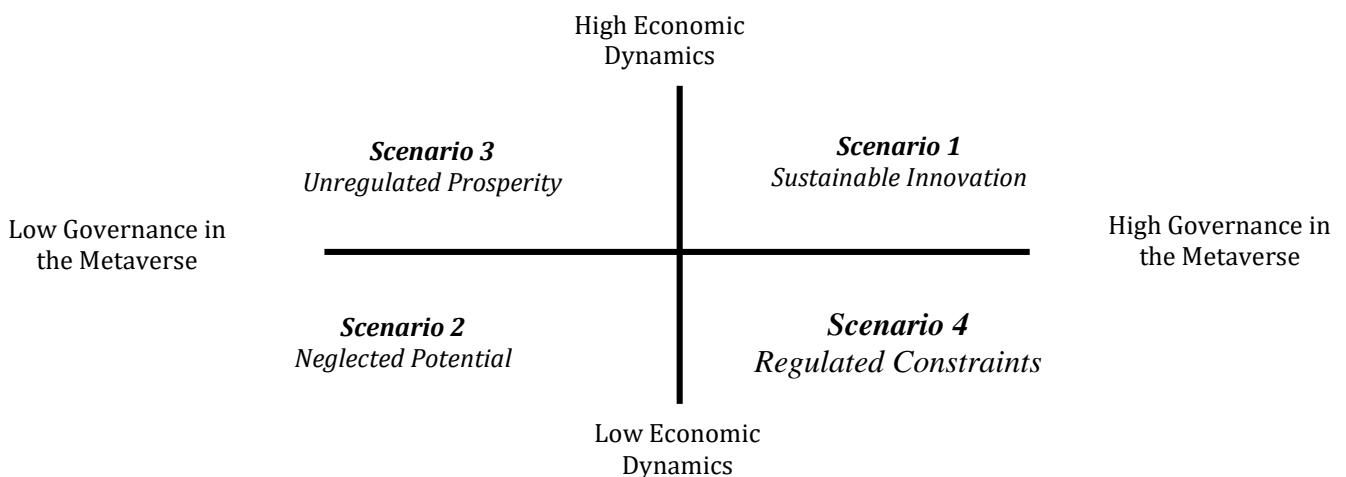 High Economic
Dynamics
Scenario 3
Unregulated Prosperity
Scenario 1
Sustainable Innovation
Low Governance in
the Metaverse
High Governance in
the Metaverse
Scenario 2
Neglected Potential
Scenario 4
Regulated Constraints
Low Economic
Dynamics